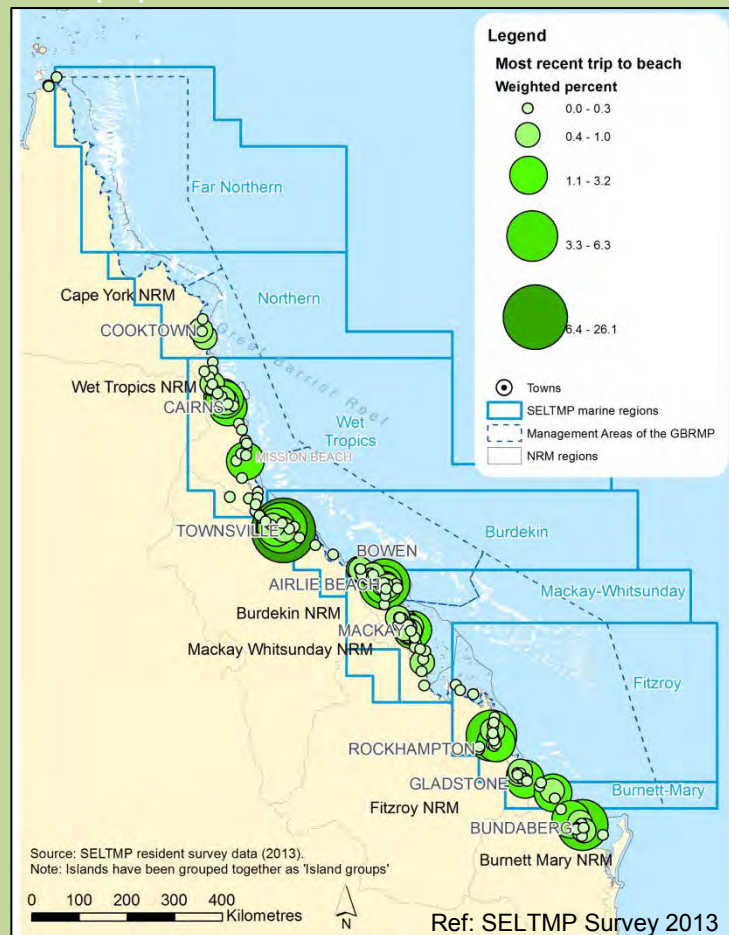 Legend
Most recent trip to beach
Weighted percent
0.0 - 0.3
0.4 - 1.0
1.1 - 3.2
3.3 - 6.3
6.4 - 26.1
Towns
SELTMP marine regions
Management Areas of the GBRMP
NRM regions
Far Northern
Cape York NRM
Northern
COOKTOWN
Great Barrier Reef
Wet Tropics NRM
CAIRNS
Wet
Tropics
MISSION BEACH
TOWNSVILLE
Burdekin
BOWEN
AIRLIE BEACH
Mackay-Whitsunday
Burdekin NRM
MACKAY
Mackay Whitsunday NRM
Fitzroy
ROCKHAMPTON
GLADSTONE
Burnett-Mary
Fitzroy NRM
BUNDABERG
Burnett Mary NRM
Source: SELTMP resident survey data (2013).
Note: Islands have been grouped together as 'Island groups'
0 100 200 300 400
Kilometres
N
Ref: SELTMP Survey 2013